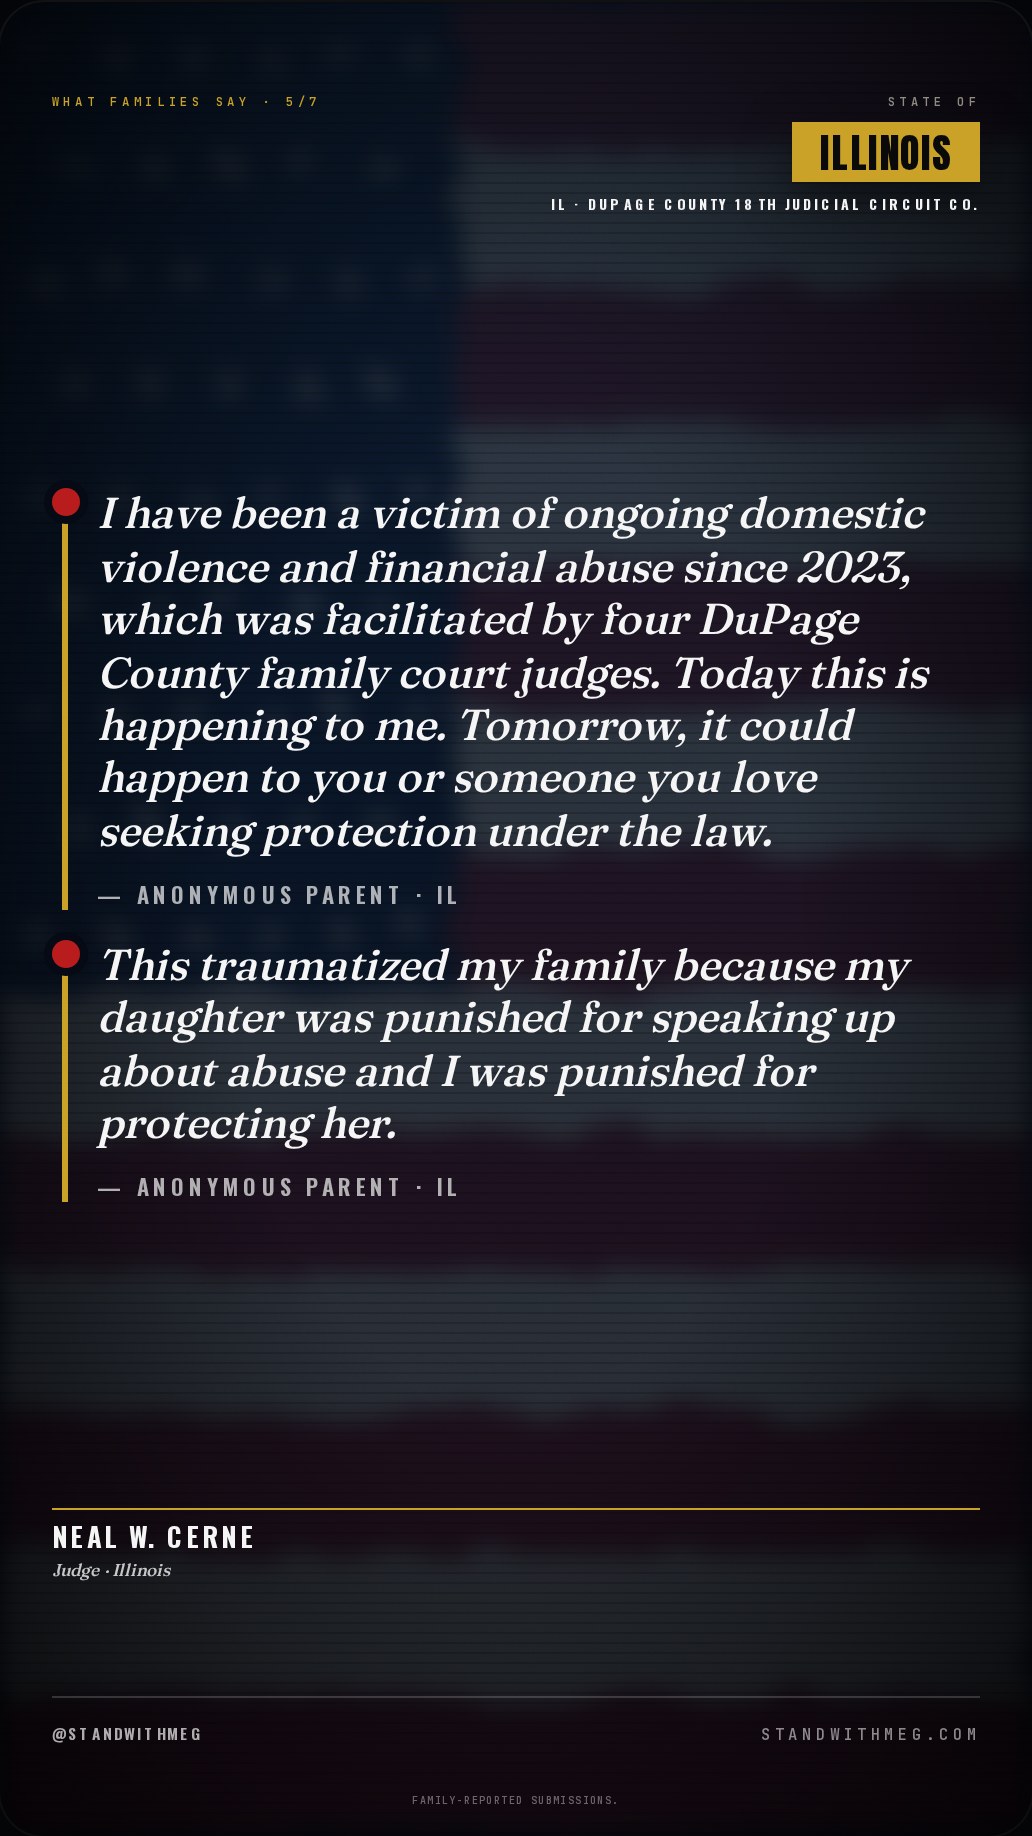 WHAT FAMILIES SAY · 5/7
STATE OF
ILLINOIS
IL · DUPAGE COUNTY 18TH JUDICIAL CIRCUIT CO.
I have been a victim of ongoing domestic
violence and financial abuse since 2023,
which was facilitated by four DuPage
County family court judges. Today this is
happening to me. Tomorrow, it could
happen to you or someone you love
seeking protection under the law.
— ANONYMOUS PARENT · IL
This traumatized my family because my
daughter was punished for speaking up
about abuse and I was punished for
protecting her.
— ANONYMOUS PARENT · IL
NEAL W. CERNE
Judge · Illinois
@STANDWITHMEG
STANDWITHMEG.COM
FAMILY-REPORTED SUBMISSIONS.